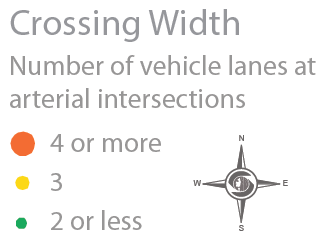 Crossing Width
Number of vehicle lanes at
arterial intersections
4 or more
3
2 or less
N
W E
S